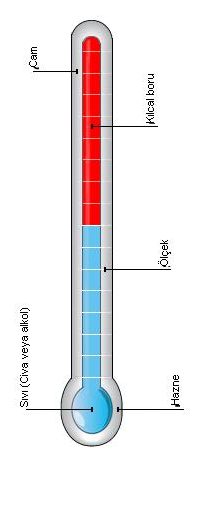 Cam
Kılcal boru
Ölçek
Sıvı (Civa veya alkol)
Hazne